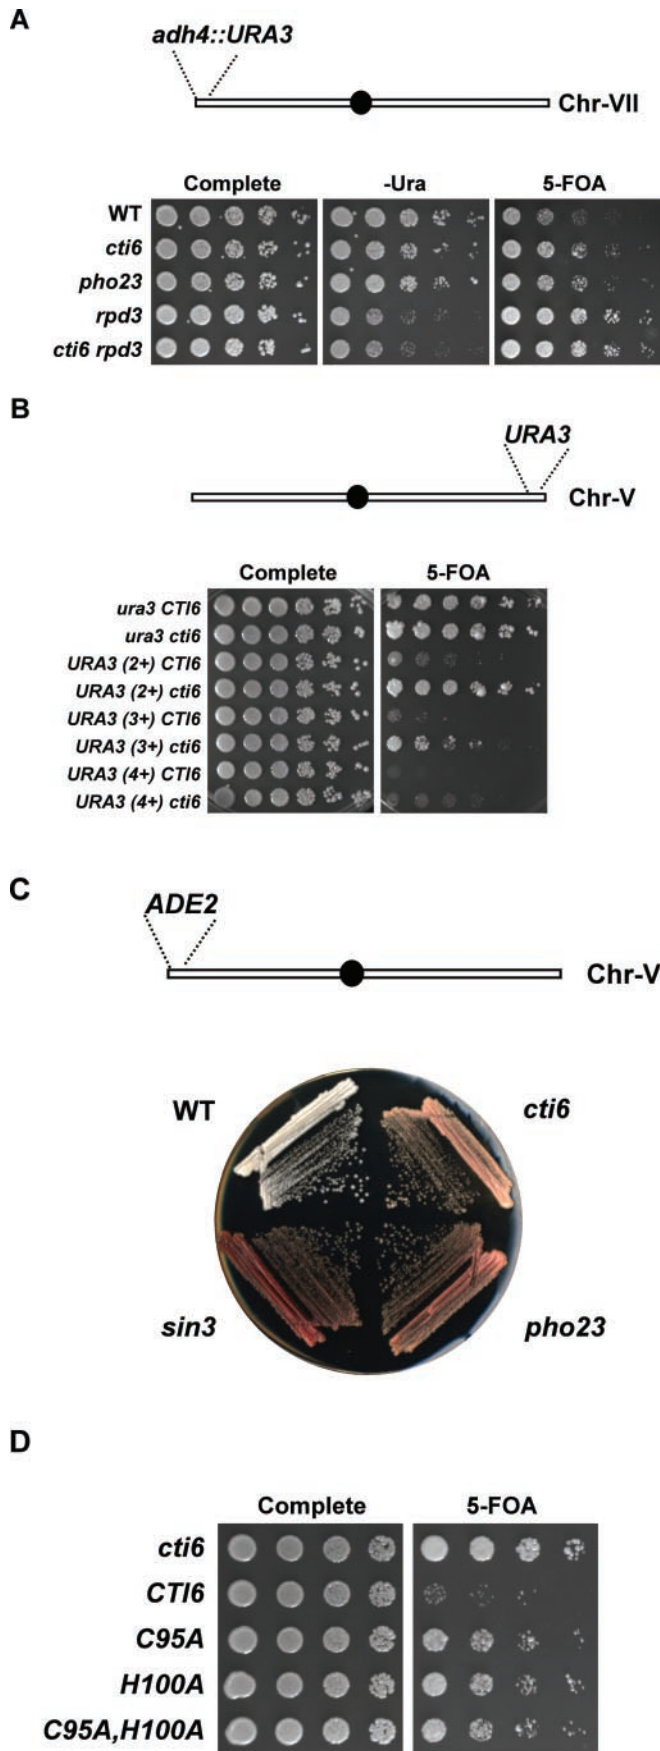 A
adh4::URA3
Chr-VII
Complete -Ura 5-FOA
WT
cti6
pho23
rpd3
cti6 rpd3
B
URA3
Chr-V
Complete 5-FOA
ura3 CTI6
ura3 cti6
URA3 (2+) CTI6
URA3 (2+) cti6
URA3 (3+) CTI6
URA3 (3+) cti6
URA3 (4+) CTI6
URA3 (4+) cti6
C
ADE2
Chr-V
WT cti6
sin3 pho23
D
Complete 5-FOA
cti6
CTI6
C95A
H100A
C95A,H100A